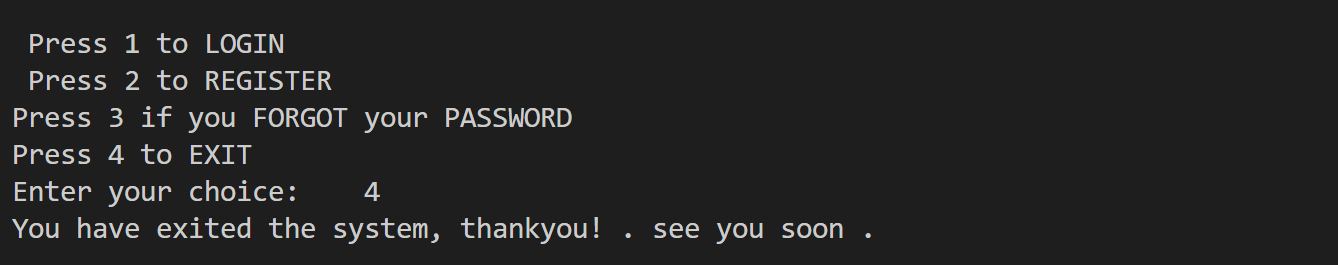 Press 1 to LOGIN
Press 2 to REGISTER
Press 3 if you FORGOT your PASSWORD
Press 4 to EXIT
Enter your choice:    4
You have exited the system, thankyou! . see you soon .